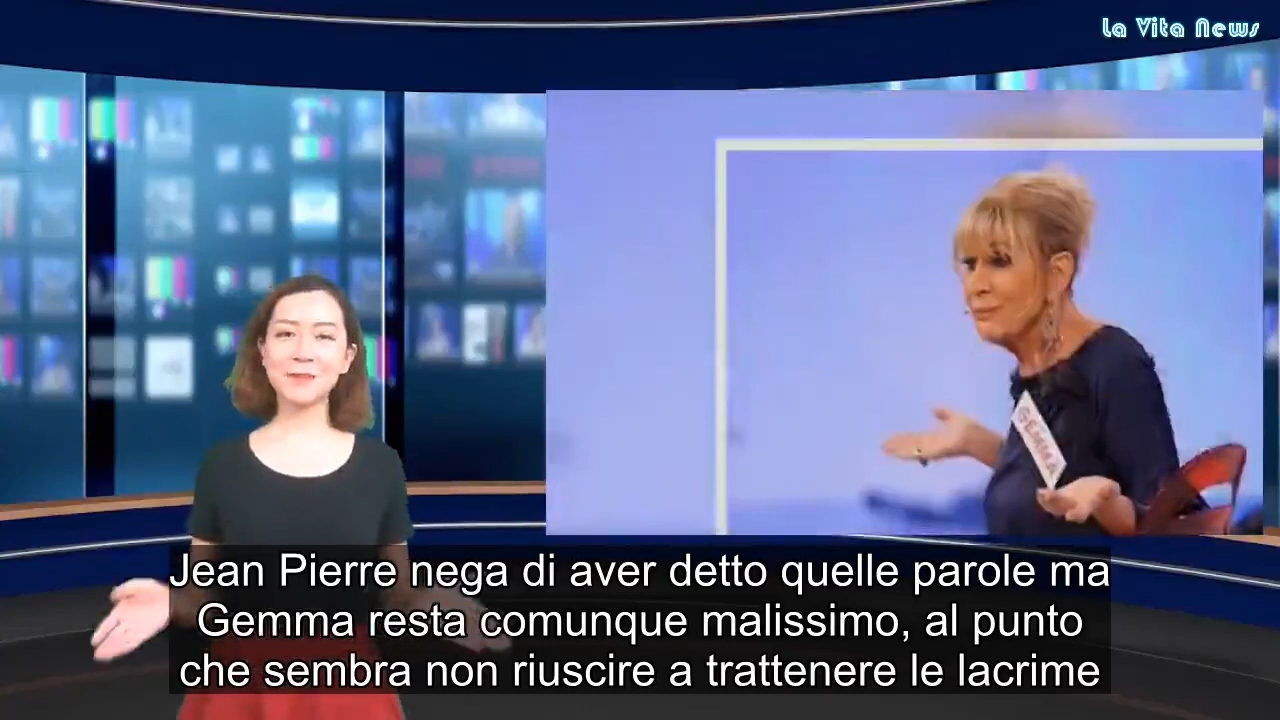 La Vita News
GEMMA
Jean Pierre nega di aver detto quelle parole ma
Gemma resta comunque malissimo, al punto
che sembra non riuscire a trattenere le lacrime